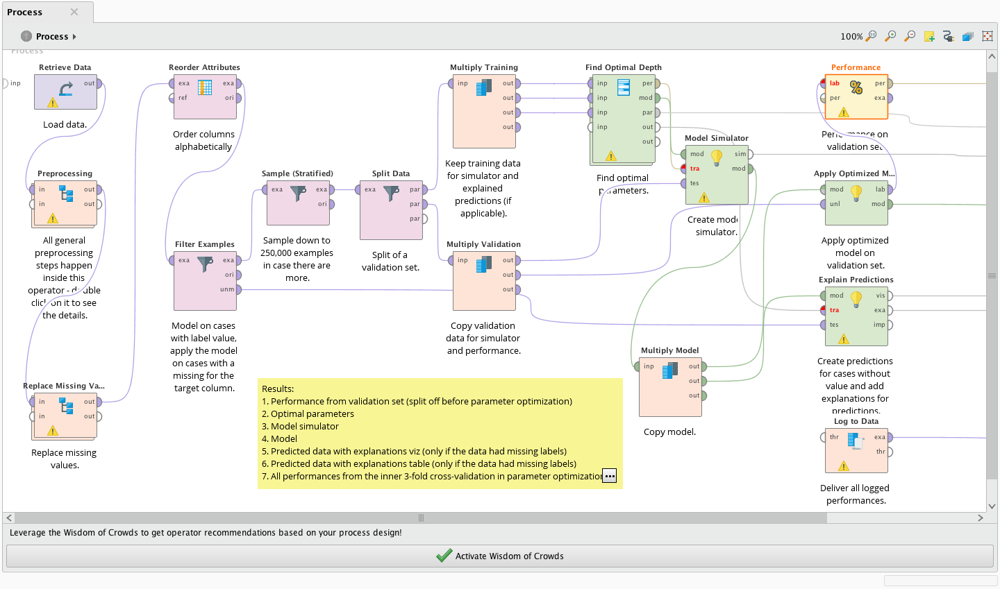 Process
Process
100%
Process
inp
Retrieve Data
out
Load data.
Preprocessing
in out
in out
All general
preprocessing
steps happen
inside this
operator - double
click on it to see
the details.
Replace Missing Va...
in out
in out
Replace missing
values.
Reorder Attributes
exa exa
ref ori
Order columns
alphabetically
Filter Examples
exa exa
ori
unm
Model on cases
with label value,
apply the model
on cases with a
missing for the
target column.
Sample (Stratified)
exa exa
ori
Sample down to
250,000 examples
in case there are
more.
Split Data
exa par
par
par
Split of a
validation set.
Multiply Training
inp out
out
out
out
Keep training data
for simulator and
explained
predictions (if
applicable).
Multiply Validation
inp out
out
out
Copy validation
data for simulator
and performance.
Find Optimal Depth
inp per
inp mod
inp par
inp out
out
Find optimal
parameters.
Model Simulator
mod sim
tra mod
tes
Create model
simulator.
Multiply Model
inp out
out
out
Copy model.
Performance
lab per
per exa
Performance on
validation set
Apply Optimized M...
mod lab
unl mod
Apply optimized
model on
validation set.
Explain Predictions
mod vis
tra exa
tes imp
Create predictions
for cases without
value and add
explanations for
predictions.
Log to Data
thr exa
thr
Deliver all logged
performances.
Results:
1. Performance from validation set (split off before parameter optimization)
2. Optimal parameters
3. Model simulator
4. Model
5. Predicted data with explanations viz (only if the data had missing labels)
6. Predicted data with explanations table (only if the data had missing labels)
7. All performances from the inner 3-fold cross-validation in parameter optimization
Leverage the Wisdom of Crowds to get operator recommendations based on your process design!
Activate Wisdom of Crowds